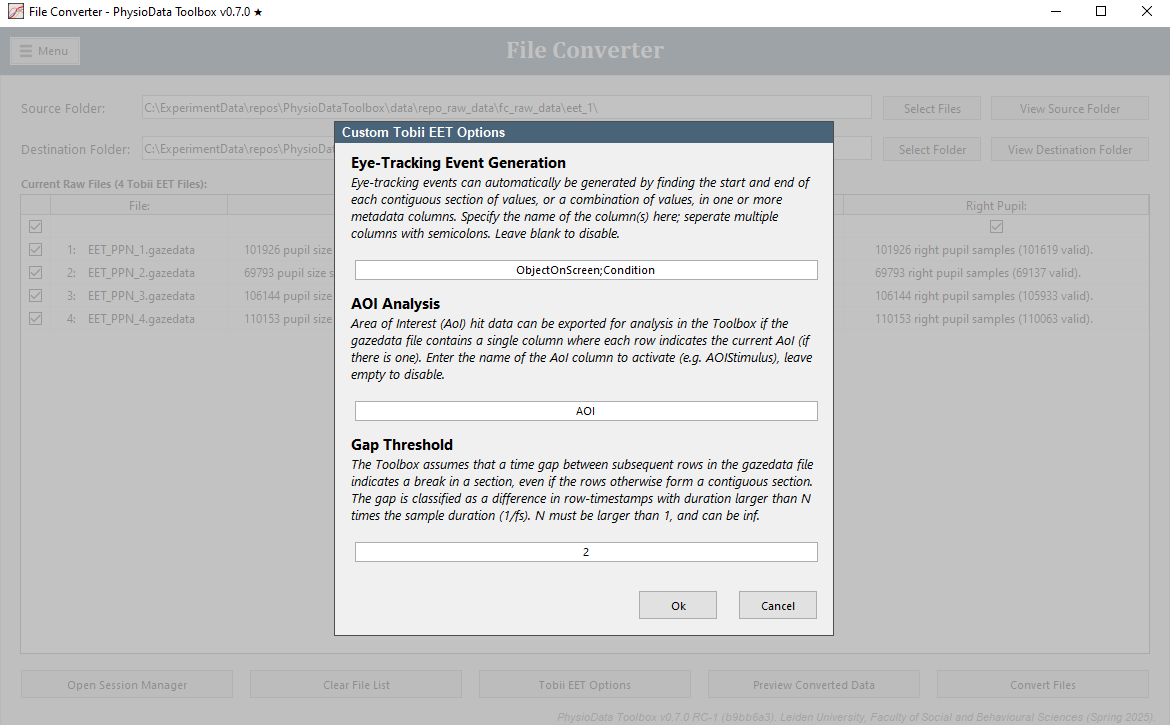 File Converter - PhysioData Toolbox v0.7.0 ★
Menu
File Converter
Source Folder:
C:\ExperimentData\repos\PhysioDataToolbox\data\repo_raw_data\fc_raw_data\eet_1\
Select Files
View Source Folder
Destination Folder:
C:\ExperimentData\repos\PhysioDat
Select Folder
View Destination Folder
Current Raw Files (4 Tobii EET Files):
File:
Right Pupil:
1: EET_PPN_1.gazedata 101926 pupil size 101926 right pupil samples (101619 valid).
2: EET_PPN_2.gazedata 69793 pupil size s 69793 right pupil samples (69137 valid).
3: EET_PPN_3.gazedata 106144 pupil size 106144 right pupil samples (105933 valid).
4: EET_PPN_4.gazedata 110153 pupil size 110153 right pupil samples (110063 valid).
Custom Tobii EET Options
Eye-Tracking Event Generation
Eye-tracking events can automatically be generated by finding the start and end of
each contiguous section of values, or a combination of values, in one or more
metadata columns. Specify the name of the column(s) here; seperate multiple
columns with semicolons. Leave blank to disable.
ObjectOnScreen;Condition
AOI Analysis
Area of Interest (AoI) hit data can be exported for analysis in the Toolbox if the
gazedata file contains a single column where each row indicates the current AoI (if
there is one). Enter the name of the AoI column to activate (e.g. AOIStimulus), leave
empty to disable.
AOI
Gap Threshold
The Toolbox assumes that a time gap between subsequent rows in the gazedata file
indicates a break in a section, even if the rows otherwise form a contiguous section.
The gap is classified as a difference in row-timestamps with duration larger than N
times the sample duration (1/fs). N must be larger than 1, and can be inf.
2
Ok
Cancel
Open Session Manager
Clear File List
Tobii EET Options
Preview Converted Data
Convert Files
PhysioData Toolbox v0.7.0 RC-1 (b9bb6a3). Leiden University, Faculty of Social and Behavioural Sciences (Spring 2025).